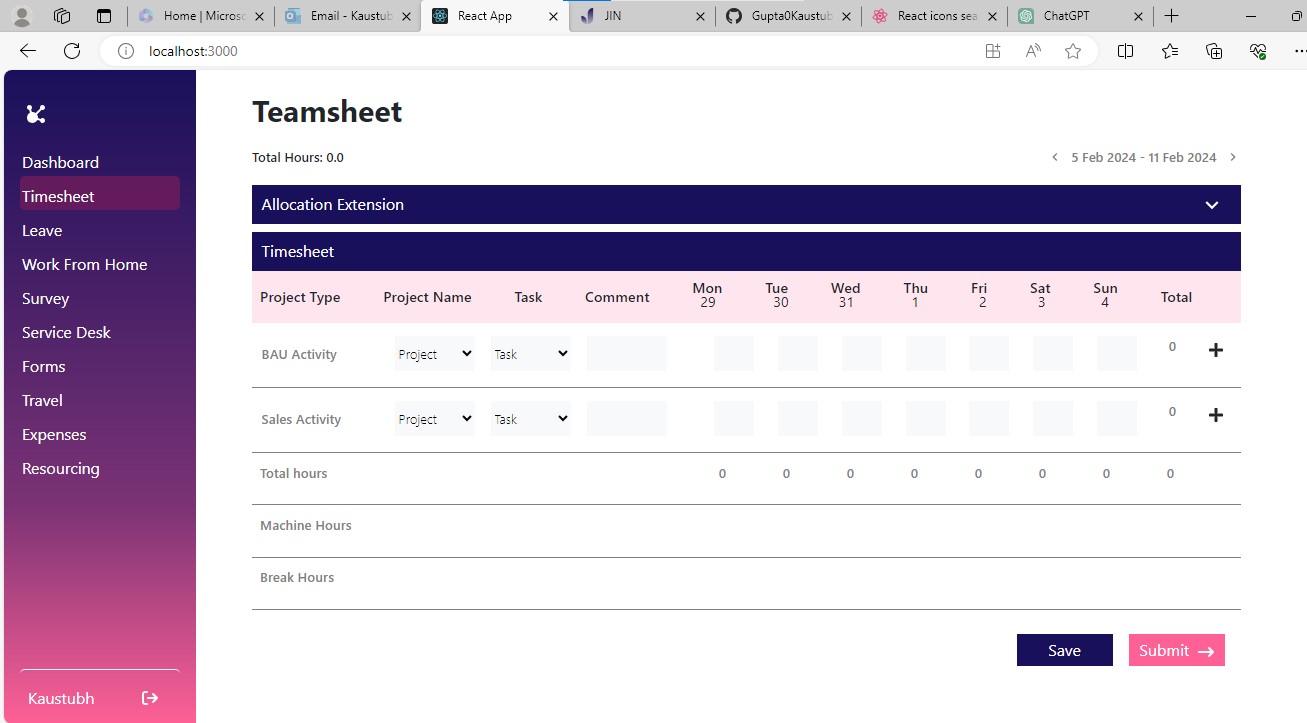 Home | Microsc
Email - Kaustub
React App
JIN
Gupta0Kaustub
React icons sea
ChatGPT
localhost:3000
Dashboard
Timesheet
Leave
Work From Home
Survey
Service Desk
Forms
Travel
Expenses
Resourcing
Kaustubh
Teamsheet
Total Hours: 0.0
5 Feb 2024 - 11 Feb 2024
Allocation Extension
Timesheet
Project Type Project Name Task Comment Mon 29 Tue 30 Wed 31 Thu 1 Fri 2 Sat 3 Sun 4 Total
BAU Activity Project Task 0
Sales Activity Project Task 0
Total hours 0 0 0 0 0 0 0 0
Machine Hours
Break Hours
Save Submit